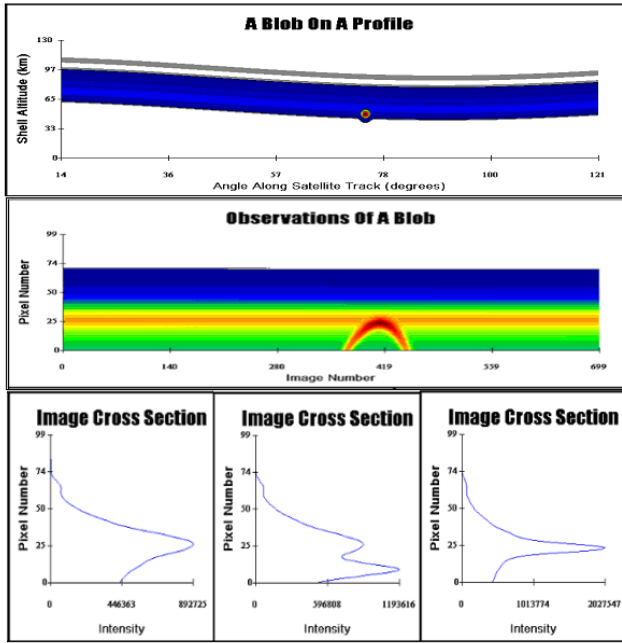 A Blob On A Profile
Shell Altitude (km)
130
97
65
33
0
14 36 57 78 100 121
Angle Along Satellite Track (degrees)
Observations Of A Blob
Pixel Number
99
74
50
25
0
0 140 280 419 559 699
Image Number
Image Cross Section
Pixel Number
99
74
50
25
0
446363 892725
Intensity
Image Cross Section
Pixel Number
99
74
50
25
0
0 596808 1193616
Intensity
Image Cross Section
Pixel Number
99
74
50
25
0
0 1013774 2027547
Intensity